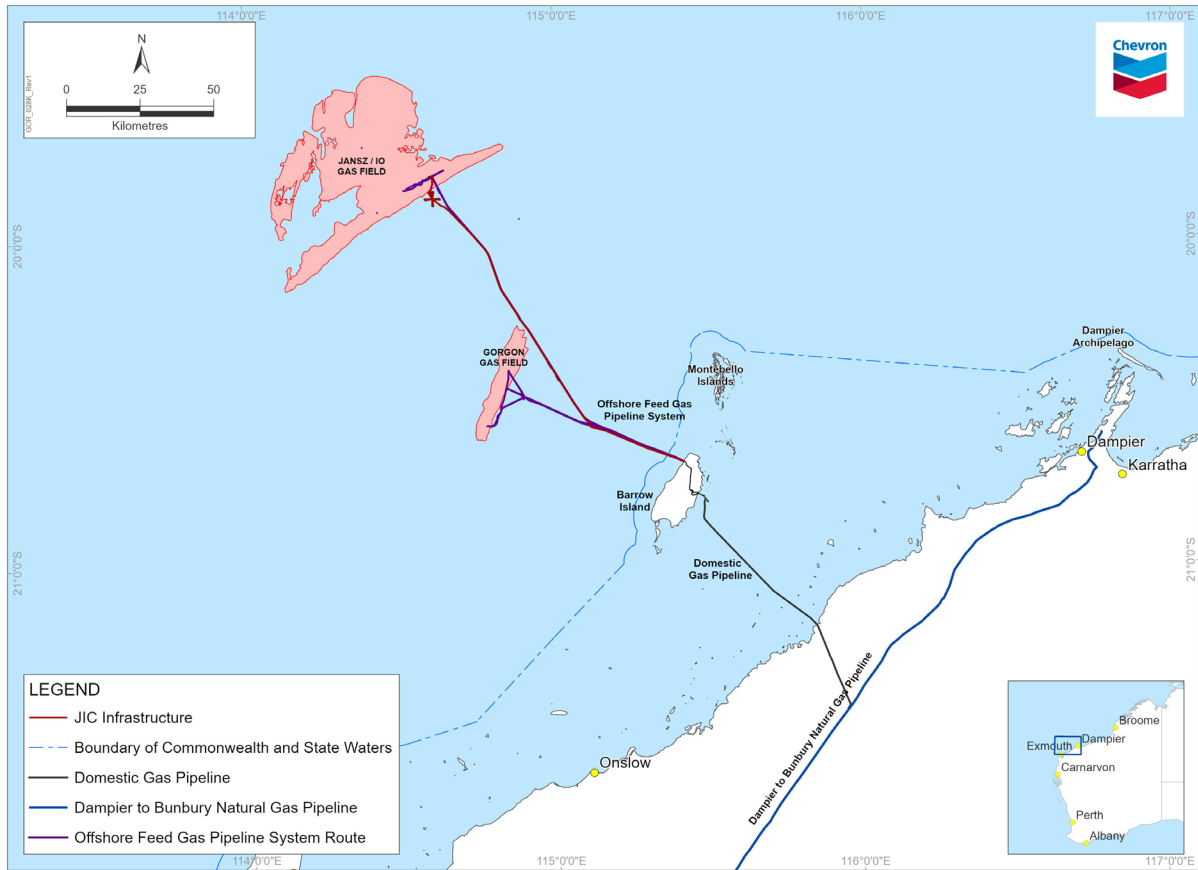 114°0'0"E
115°0'0"E
116°0'0"E
117°0'0"E
N
0
25
50
Kilometres
GOR_028K_Rev1
Chevron
JANSZ / IO
GAS FIELD
20°0'0"S
20°0'0"S
GORGON
GAS FIELD
Dampier
Archipelago
Montebello
Islands
Offshore Feed Gas
Pipeline System
Dampier
Karratha
Barrow
Island
Domestic
Gas Pipeline
21°0'0"S
21°0'0"S
Dampier to Bunbury Natural Gas Pipeline
Onslow
LEGEND
JIC Infrastructure
Boundary of Commonwealth and State Waters
Domestic Gas Pipeline
Dampier to Bunbury Natural Gas Pipeline
Offshore Feed Gas Pipeline System Route
Broome
Dampier
Exmouth
Carnarvon
Perth
Albany
114°0'0"E
115°0'0"E
116°0'0"E
117°0'0"E